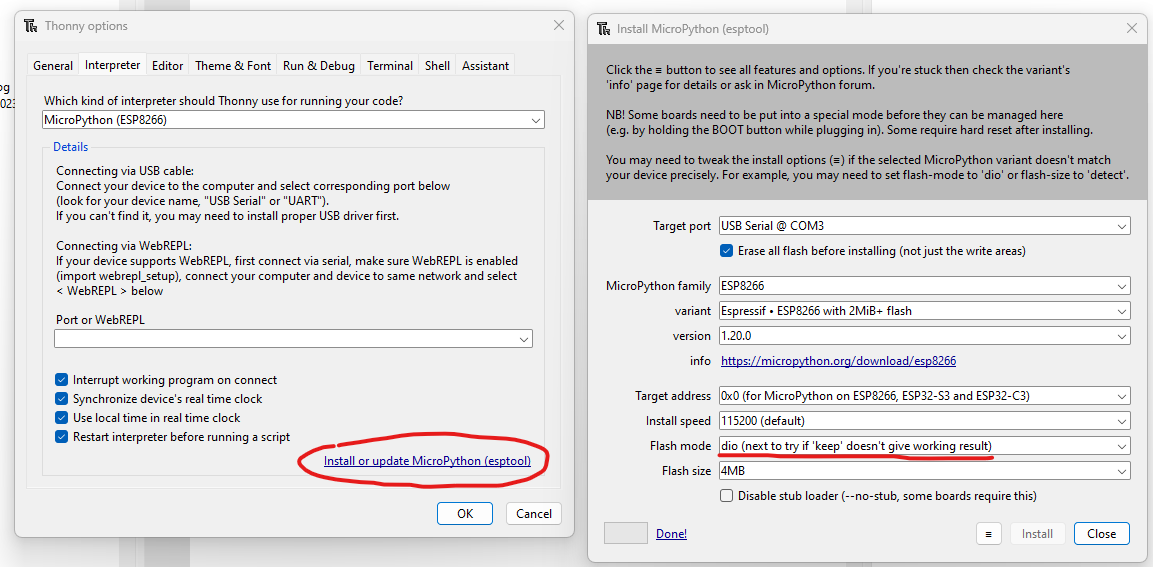 Thonny options
General
Interpreter
Editor
Theme & Font
Run & Debug
Terminal
Shell
Assistant
Which kind of interpreter should Thonny use for running your code?
MicroPython (ESP8266)
Details
Connecting via USB cable:
Connect your device to the computer and select corresponding port below
(look for your device name, "USB Serial" or "UART").
If you can't find it, you may need to install proper USB driver first.
Connecting via WebREPL:
If your device supports WebREPL, first connect via serial, make sure WebREPL is enabled
(import webrepl_setup), connect your computer and device to same network and select
< WebREPL > below
Port or WebREPL
Interrupt working program on connect
Synchronize device's real time clock
Use local time in real time clock
Restart interpreter before running a script
Install or update MicroPython (esptool)
OK
Cancel
Install MicroPython (esptool)
Click the ≡ button to see all features and options. If you're stuck then check the variant's
'info' page for details or ask in MicroPython forum.
NB! Some boards need to be put into a special mode before they can be managed here
(e.g. by holding the BOOT button while plugging in). Some require hard reset after installing.
You may need to tweak the install options (≡) if the selected MicroPython variant doesn't match
your device precisely. For example, you may need to set flash-mode to 'dio' or flash-size to 'detect'.
Target port USB Serial @ COM3
Erase all flash before installing (not just the write areas)
MicroPython family ESP8266
variant Espressif • ESP8266 with 2MiB+ flash
version 1.20.0
info https://micropython.org/download/esp8266
Target address 0x0 (for MicroPython on ESP8266, ESP32-S3 and ESP32-C3)
Install speed 115200 (default)
Flash mode dio (next to try if 'keep' doesn't give working result)
Flash size 4MB
Disable stub loader (--no-stub, some boards require this)
Done!
≡
Install
Close